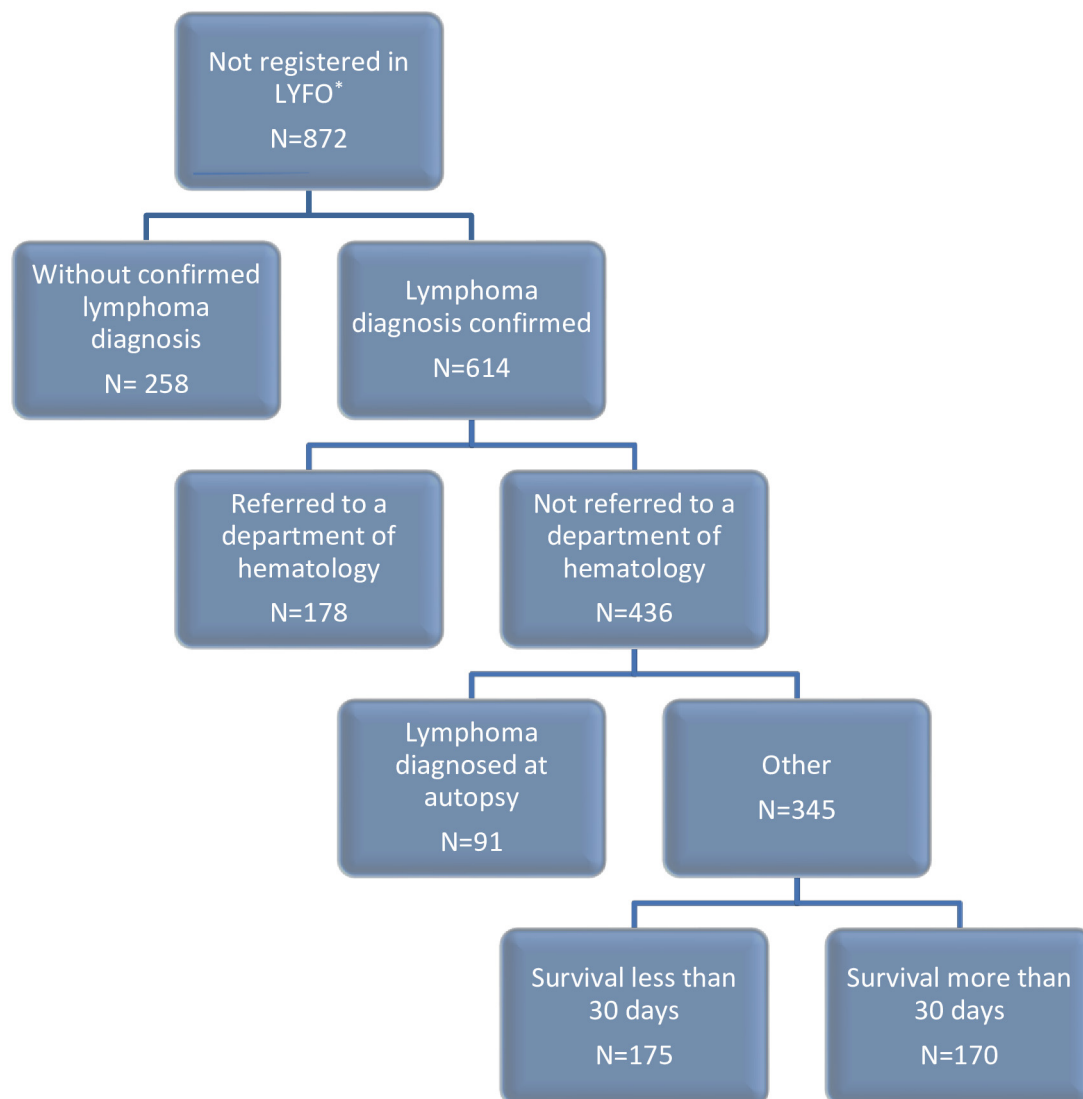 Not registered in
LYFO*
N=872
Without confirmed
lymphoma
diagnosis
N= 258
Lymphoma
diagnosis confirmed
N=614
Referred to a
department of
hematology
N=178
Not referred to a
department of
hematology
N=436
Lymphoma
diagnosed at
autopsy
N=91
Other
N=345
Survival less than
30 days
N=175
Survival more than
30 days
N=170